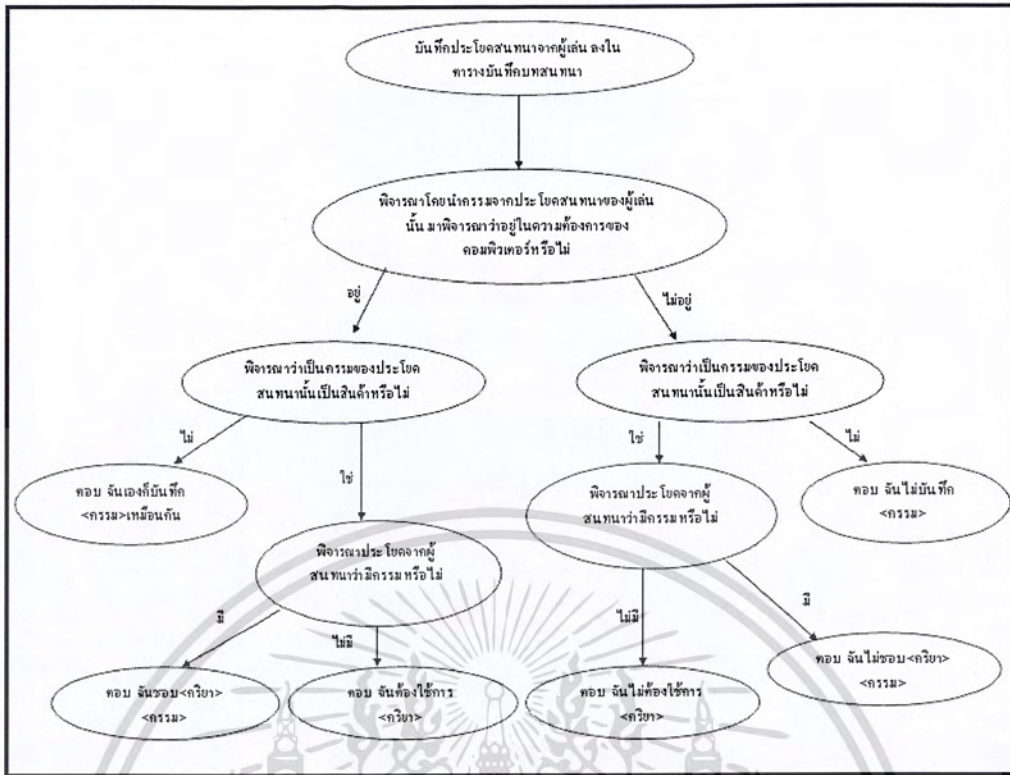 บันทึกประโยคสนทนาจากผู้เล่น ลงใน
ตารางบันทึกบทสนทนา
พิจารณาโดยนำกรรมจากประโยคสนทนาของผู้เล่น
นั้น มาพิจารณาว่าอยู่ในความต้องการของ
คอมพิวเตอร์หรือไม่
อยู่
ไม่อยู่
พิจารณาว่าเป็นกรรมของประโยค
สนทนานั้นเป็นสินค้าหรือไม่
พิจารณาว่าเป็นกรรมของประโยค
สนทนานั้นเป็นสินค้าหรือไม่
ไม่
ใช่
ใช่
ไม่
ตอบ ฉันเองก็บันทึก
<กรรม>เหมือนกัน
พิจารณาประโยคจากผู้
สนทนาว่ามีกรรมหรือไม่
ตอบ ฉันไม่บันทึก
<กรรม>
พิจารณาประโยคจากผู้
สนทนาว่ามีกรรม หรือไม่
มี
ไม่มี
ไม่มี
มี
ตอบ ฉันชอบ<กริยา>
<กรรม>
ตอบ ฉันต้องใช้การ
<กริยา>
ตอบ ฉันไม่ต้องใช้การ
<กริยา>
ตอบ ฉันไม่ชอบ<กริยา>
<กรรม>